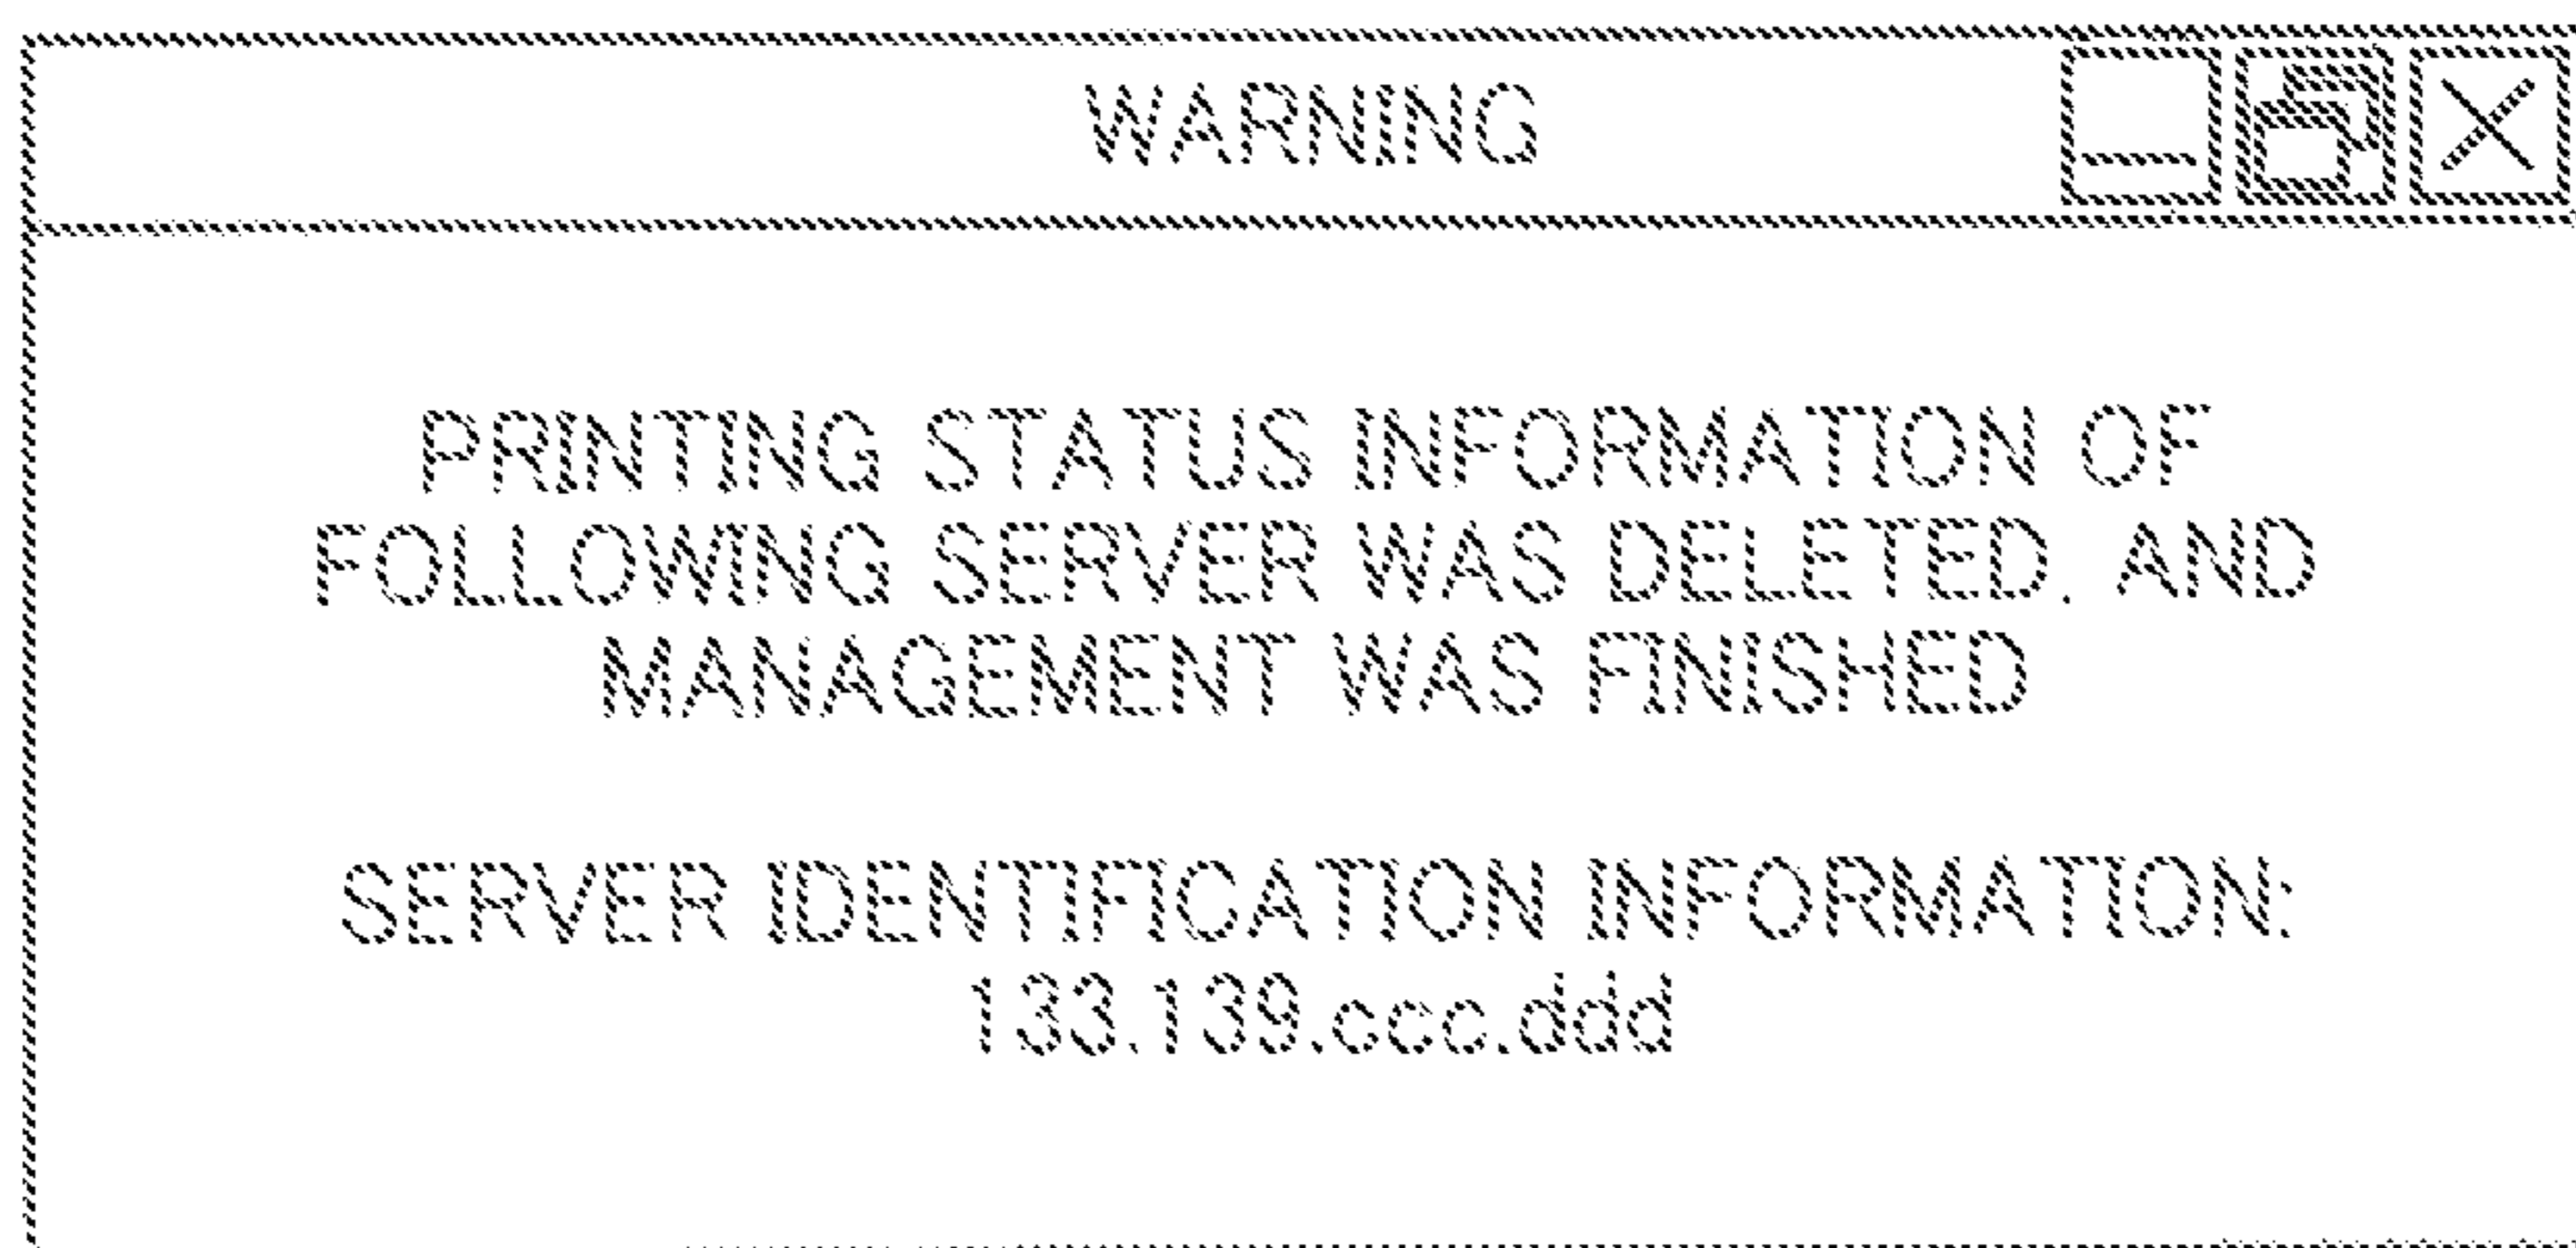 WARNING
PRINTING STATUS INFORMATION OF
FOLLOWING SERVER WAS DELETED. AND
MANAGEMENT WAS FINISHED
SERVER IDENTIFICATION INFORMATION:
133.139.ccc.ddd